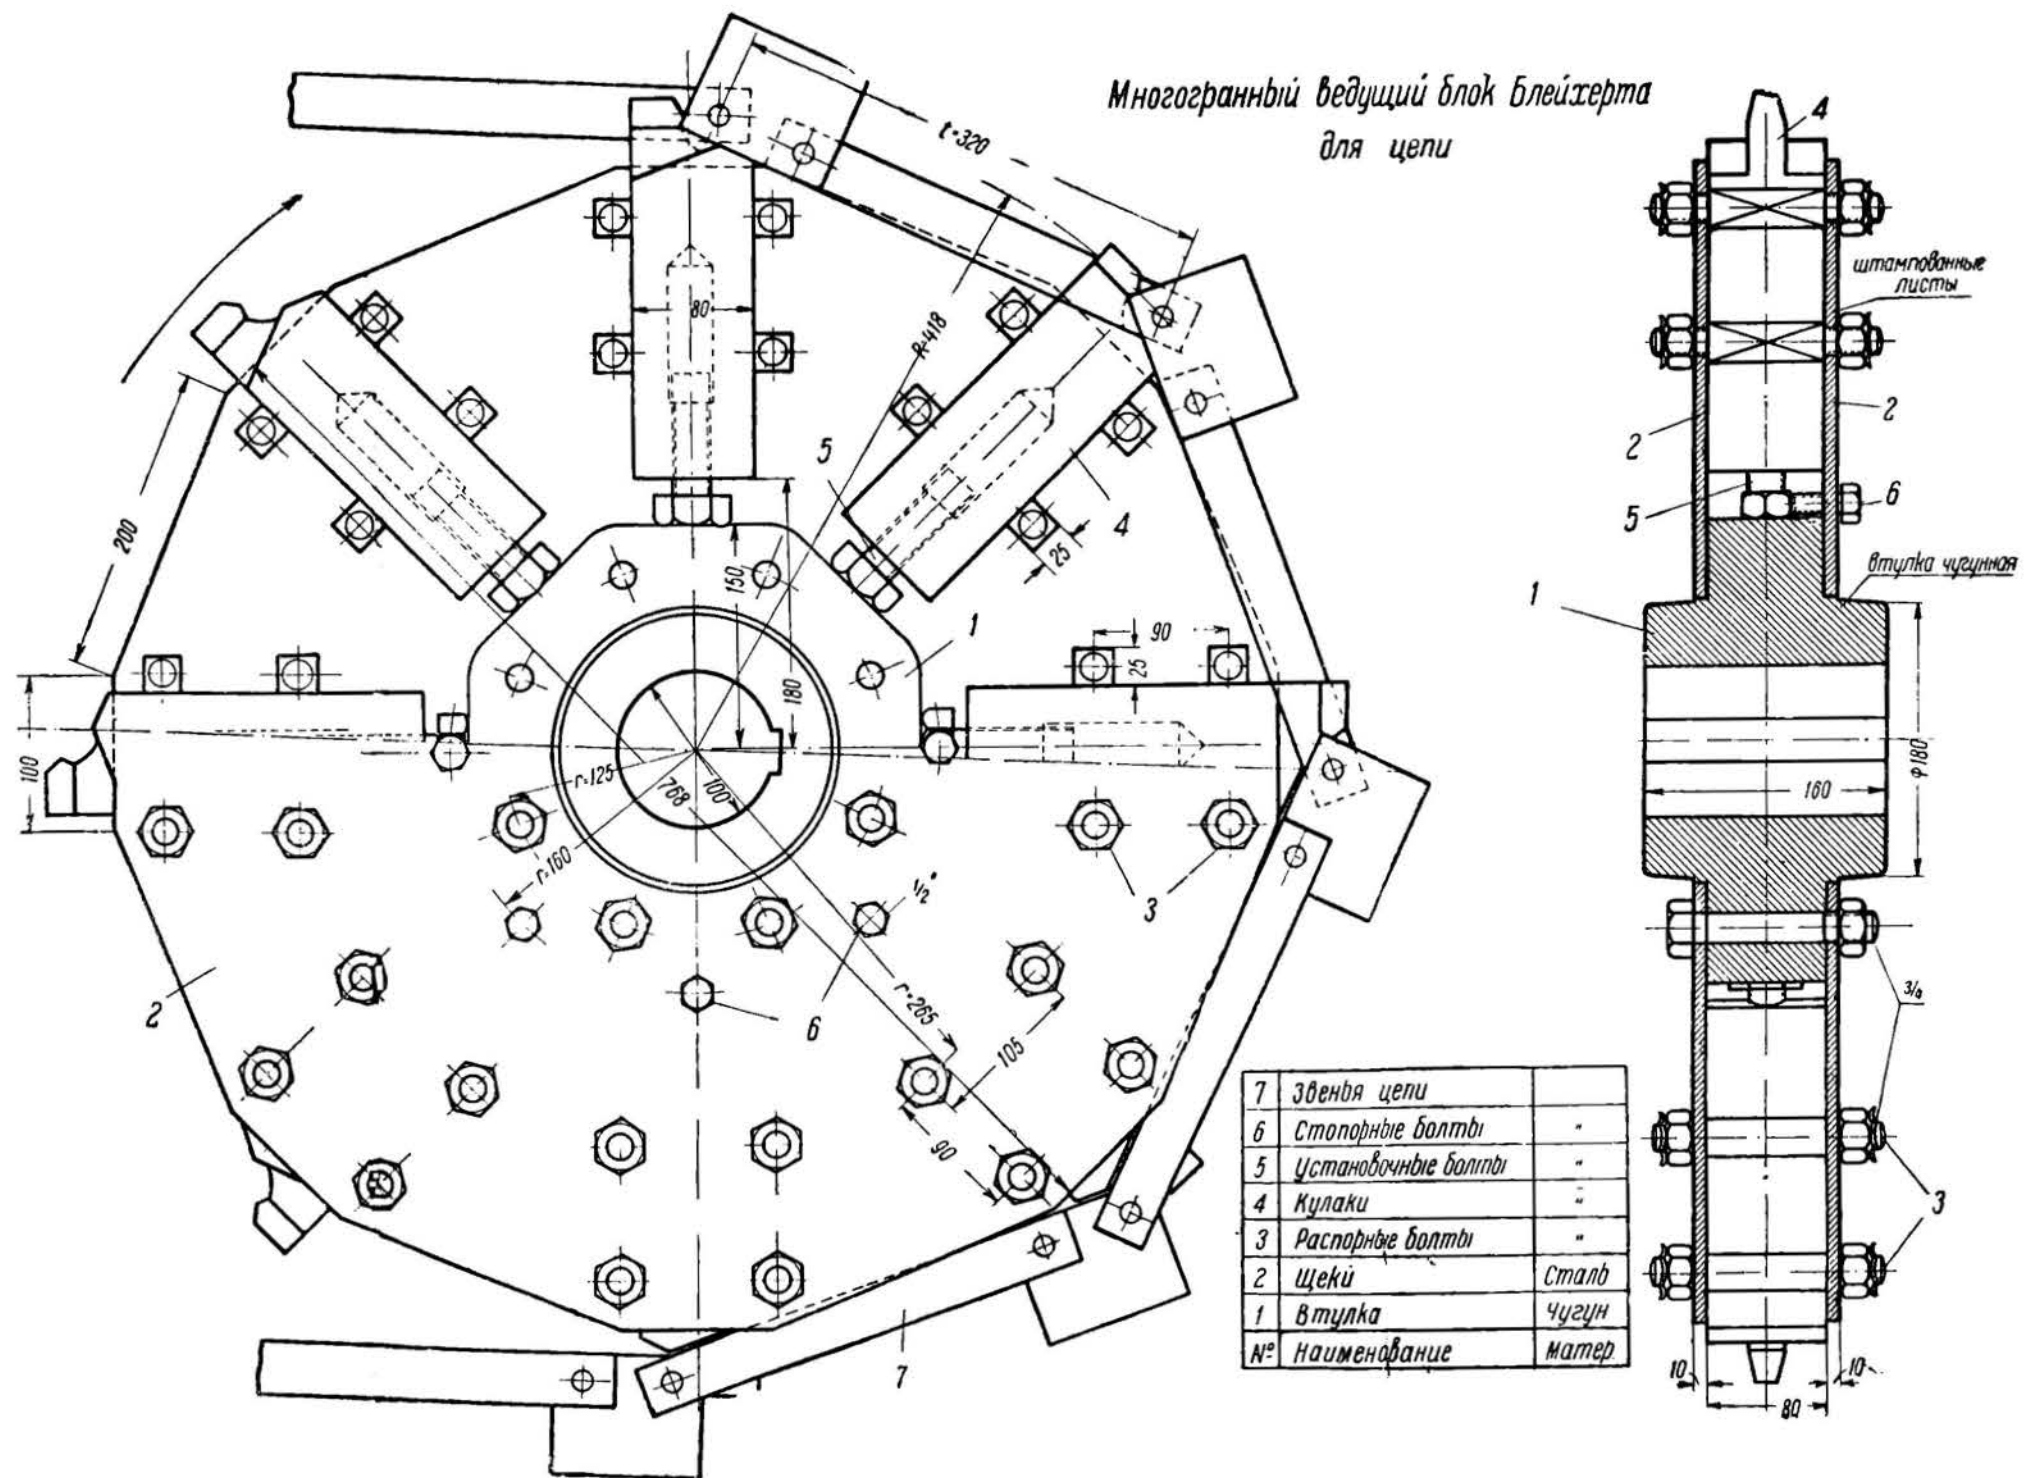 Многогранный ведущий блок Блейхерта
для цепи
t=320
R=418
80
200
5
4
25
150
180
1
90
25
100
r=125
768
100
r=160
1/2"
3
r=265
105
90
2
6
7
4
штампованные
листы
2
2
5
6
втулка чугунная
1
160
Ф180
3
10
80
10
7 Звенья цепи
6 Стопорные болты "
5 Установочные болты "
4 Кулаки "
3 Распорные болты "
2 Щеки Сталь
1 Втулка Чугун
№ Наименование матер.